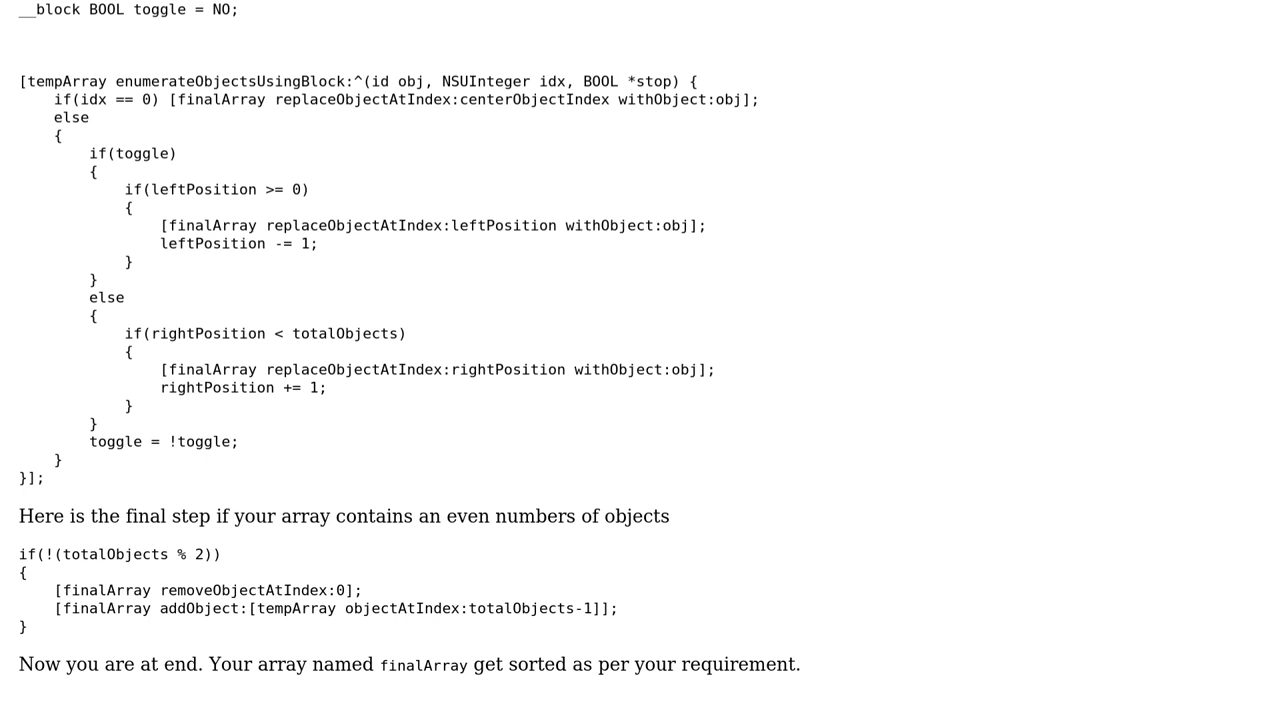 __block BOOL toggle = NO;
[tempArray enumerateObjectsUsingBlock:^(id obj, NSUInteger idx, BOOL *stop) {
    if(idx == 0) [finalArray replaceObjectAtIndex:centerObjectIndex withObject:obj];
    else
    {
        if(toggle)
        {
            if(leftPosition >= 0)
            {
                [finalArray replaceObjectAtIndex:leftPosition withObject:obj];
                leftPosition -= 1;
            }
        }
        else
        {
            if(rightPosition < totalObjects)
            {
                [finalArray replaceObjectAtIndex:rightPosition withObject:obj];
                rightPosition += 1;
            }
        }
        toggle = !toggle;
    }
}];
Here is the final step if your array contains an even numbers of objects
if(!(totalObjects % 2))
{
    [finalArray removeObjectAtIndex:0];
    [finalArray addObject:[tempArray objectAtIndex:totalObjects-1]];
}
Now you are at end. Your array named finalArray get sorted as per your requirement.